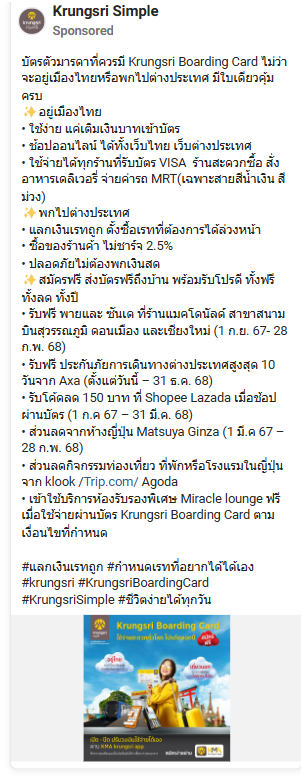 Krungsri Simple
Sponsored
บัตรตัวมารดาที่ควรมี Krungsri Boarding Card ไม่ว่า
จะอยู่เมืองไทยหรือพกไปต่างประเทศ มีใบเดียวคุ้ม
ครบ
✨อยู่เมืองไทย
• ใช้ง่าย แค่เติมเงินบาทเข้าบัตร
• ช้อปออนไลน์ ได้ทั้งเว็บไทย เว็บต่างประเทศ
• ใช้จ่ายได้ทุกร้านที่รับบัตร VISA ร้านสะดวกซื้อ สั่ง
อาหารเดลิเวอรี่ จ่ายค่ารถ MRT(เฉพาะสายสีน้ำเงิน สี
ม่วง)
✨พกไปต่างประเทศ
• แลกเงินเรทถูก ตั้งซื้อเรทที่ต้องการได้ล่วงหน้า
• ซื้อของร้านค้า ไม่ชาร์จ 2.5%
• ปลอดภัยไม่ต้องพกเงินสด
✨สมัครฟรี ส่งบัตรฟรีถึงบ้าน พร้อมรับโปรดี ทั้งฟรี
ทั้งลด ทั้งปี
• รับฟรี พายและ ซันเด ที่ร้านแมคโดนัลด์ สาขาสนาม
บินสุวรรณภูมิ ดอนเมือง และเชียงใหม่ (1 ก.ย. 67- 28
ก.พ. 68)
• รับฟรี ประกันภัยการเดินทางต่างประเทศสูงสุด 10
วันจาก Axa (ตั้งแต่วันนี้ – 31 ธ.ค. 68)
• รับโค้ดลด 150 บาท ที่ Shopee Lazada เมื่อช้อป
ผ่านบัตร (1 ก.ค 67 – 31 มี.ค. 68)
• ส่วนลดจากห้างญี่ปุ่น Matsuya Ginza (1 มี.ค 67 –
28 ก.พ. 68)
• ส่วนลดกิจกรรมท่องเที่ยว ที่พักหรือโรงแรมในญี่ปุ่น
จาก klook /Trip.com/ Agoda
• เข้าใช้บริการห้องรับรองพิเศษ Miracle lounge ฟรี
เมื่อใช้จ่ายผ่านบัตร Krungsri Boarding Card ตาม
เงื่อนไขที่กำหนด
#แลกเงินเรทถูก #กำหนดเรทที่อยากได้ได้เอง
#krungsri #KrungsriBoardingCard
#KrungsriSimple #ชีวิตง่ายได้ทุกวัน
Krungsri Boarding Card
อยู่ไทย
เปิด - ปิด ปรับวงเงินใช้จ่ายได้เอง
ผ่าน KMA krungsri app
KMA